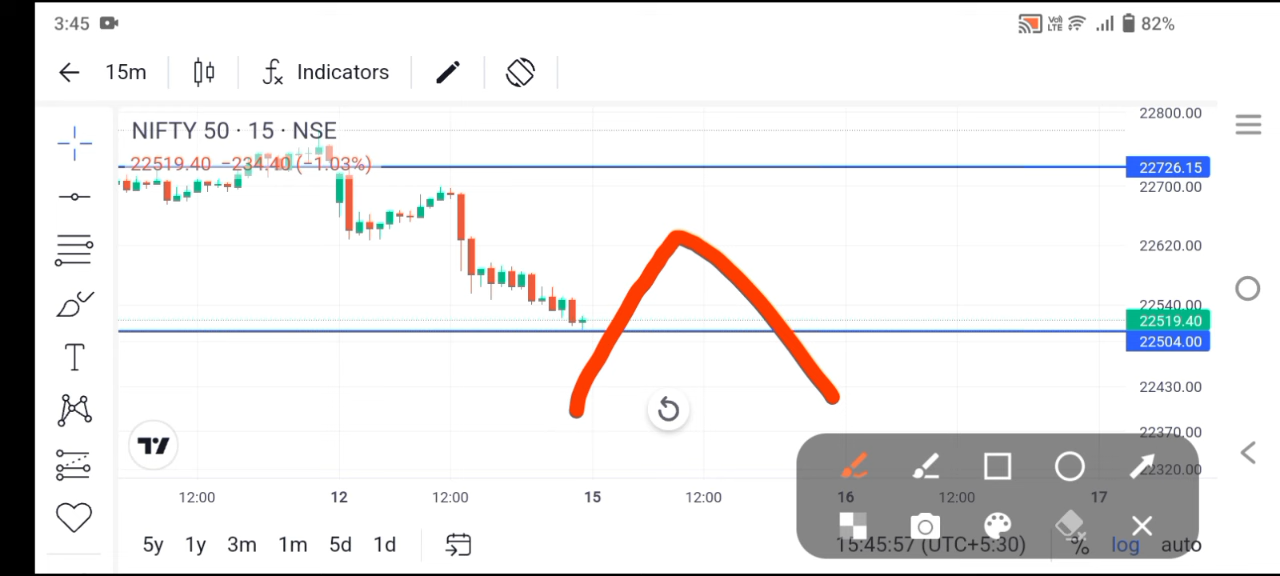 3:45 Vo) LTE 82%
15m Indicators
NIFTY 50 · 15 · NSE
22519.40 −234.40 (−1.03%)
22800.00
22726.15
22700.00
22620.00
22540.00
22519.40
22504.00
22430.00
22370.00
22320.00
12:00 12 12:00 15 12:00 16 12:00 17
5y 1y 3m 1m 5d 1d 15:45:57 (UTC+5:30) % log auto